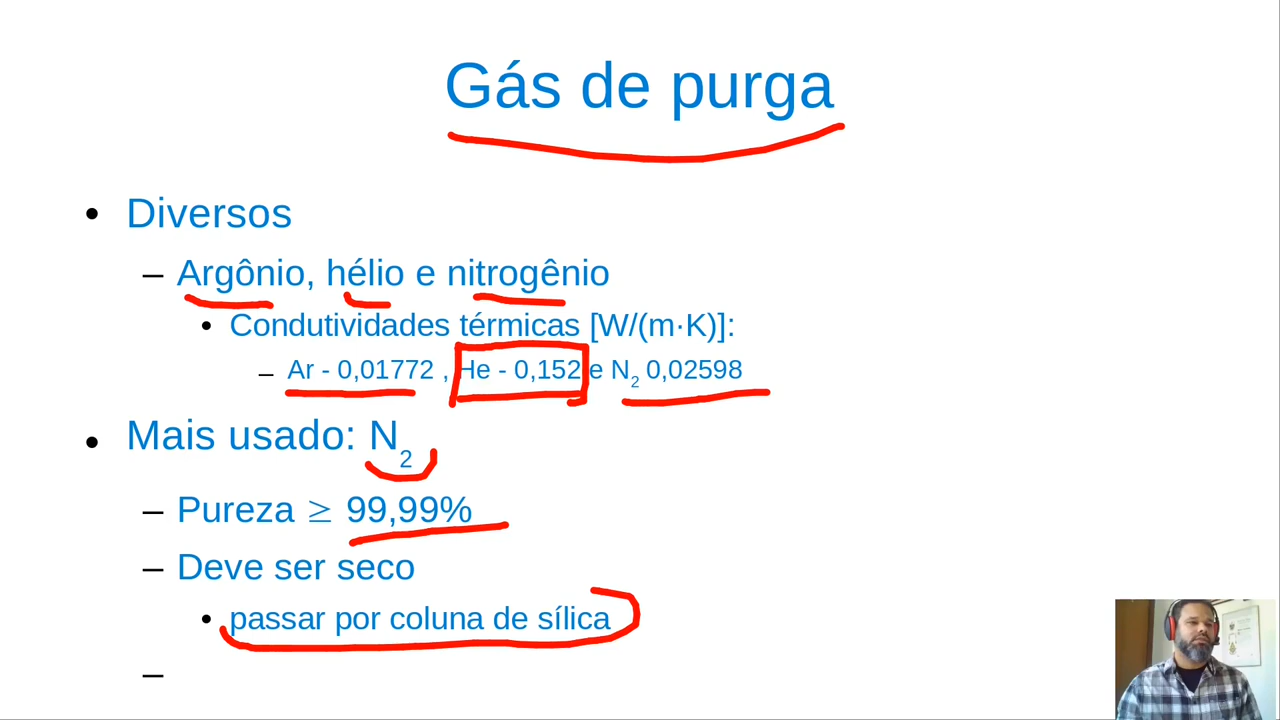 Gás de purga
• Diversos
– Argônio, hélio e nitrogênio
• Condutividades térmicas [W/(m·K)]:
– Ar - 0,01772 , He - 0,152 e N2 0,02598
• Mais usado: N2
– Pureza ≥ 99,99%
– Deve ser seco
• passar por coluna de sílica
–